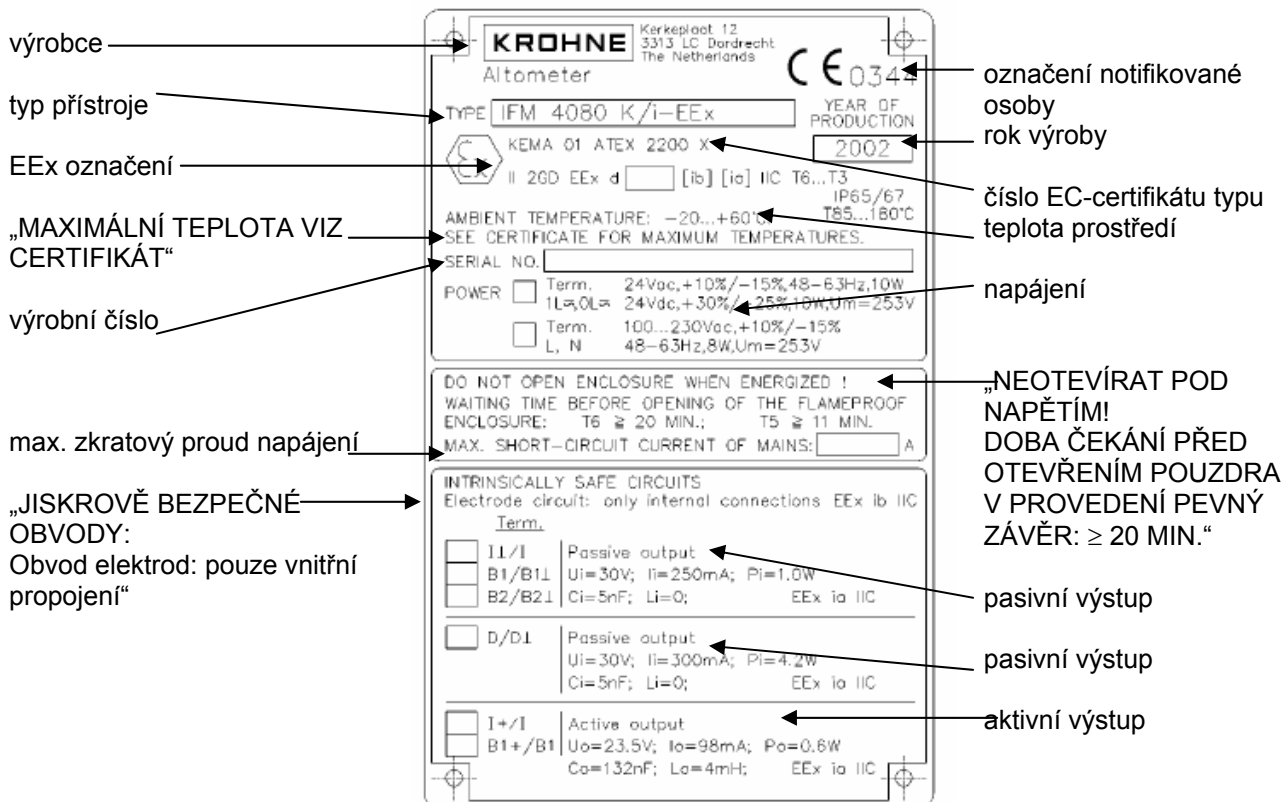 výrobce
typ přístroje
EEx označení
„MAXIMÁLNÍ TEPLOTA VIZ
CERTIFIKÁT“
výrobní číslo
max. zkratový proud napájení
„JISKROVĚ BEZPEČNÉ
OBVODY:
Obvod elektrod: pouze vnitřní
propojení“
KROHNE
Kerkeplaat 12
3313 LC Dordrecht
The Netherlands
Altometer
CE 0344
TYPE IFM 4080 K/i-EEx
YEAR OF
PRODUCTION
2002
Ex
KEMA 01 ATEX 2200 X
II 2GD EEx d [ib] [ia] IIC T6...T3
IP65/67
T85...180°C
AMBIENT TEMPERATURE: -20...+60°C
SEE CERTIFICATE FOR MAXIMUM TEMPERATURES.
SERIAL NO.
POWER Term. 24Vac,+10%/-15%,48-63Hz,10W
1L≂,0L≂ 24Vdc,+30%/-25%,10W,Um=253V
Term. 100...230Vac,+10%/-15%
L, N 48-63Hz,8W,Um=253V
DO NOT OPEN ENCLOSURE WHEN ENERGIZED !
WAITING TIME BEFORE OPENING OF THE FLAMEPROOF
ENCLOSURE: T6 ≧ 20 MIN.; T5 ≧ 11 MIN.
MAX. SHORT-CIRCUIT CURRENT OF MAINS: A
INTRINSICALLY SAFE CIRCUITS
Electrode circuit: only internal connections EEx ib IIC
Term.
I⊥/I Passive output
B1/B1⊥ Ui=30V; Ii=250mA; Pi=1.0W
B2/B2⊥ Ci=5nF; Li=0; EEx ia IIC
D/D⊥ Passive output
Ui=30V; Ii=300mA; Pi=4.2W
Ci=5nF; Li=0; EEx ia IIC
I+/I Active output
B1+/B1 Uo=23.5V; Io=98mA; Po=0.6W
Co=132nF; Lo=4mH; EEx ia IIC
označení notifikované
osoby
rok výroby
číslo EC-certifikátu typu
teplota prostředí
napájení
„NEOTEVÍRAT POD
NAPĚTÍM!
DOBA ČEKÁNÍ PŘED
OTEVŘENÍM POUZDRA
V PROVEDENÍ PEVNÝ
ZÁVĚR: ≥ 20 MIN.“
pasivní výstup
pasivní výstup
aktivní výstup